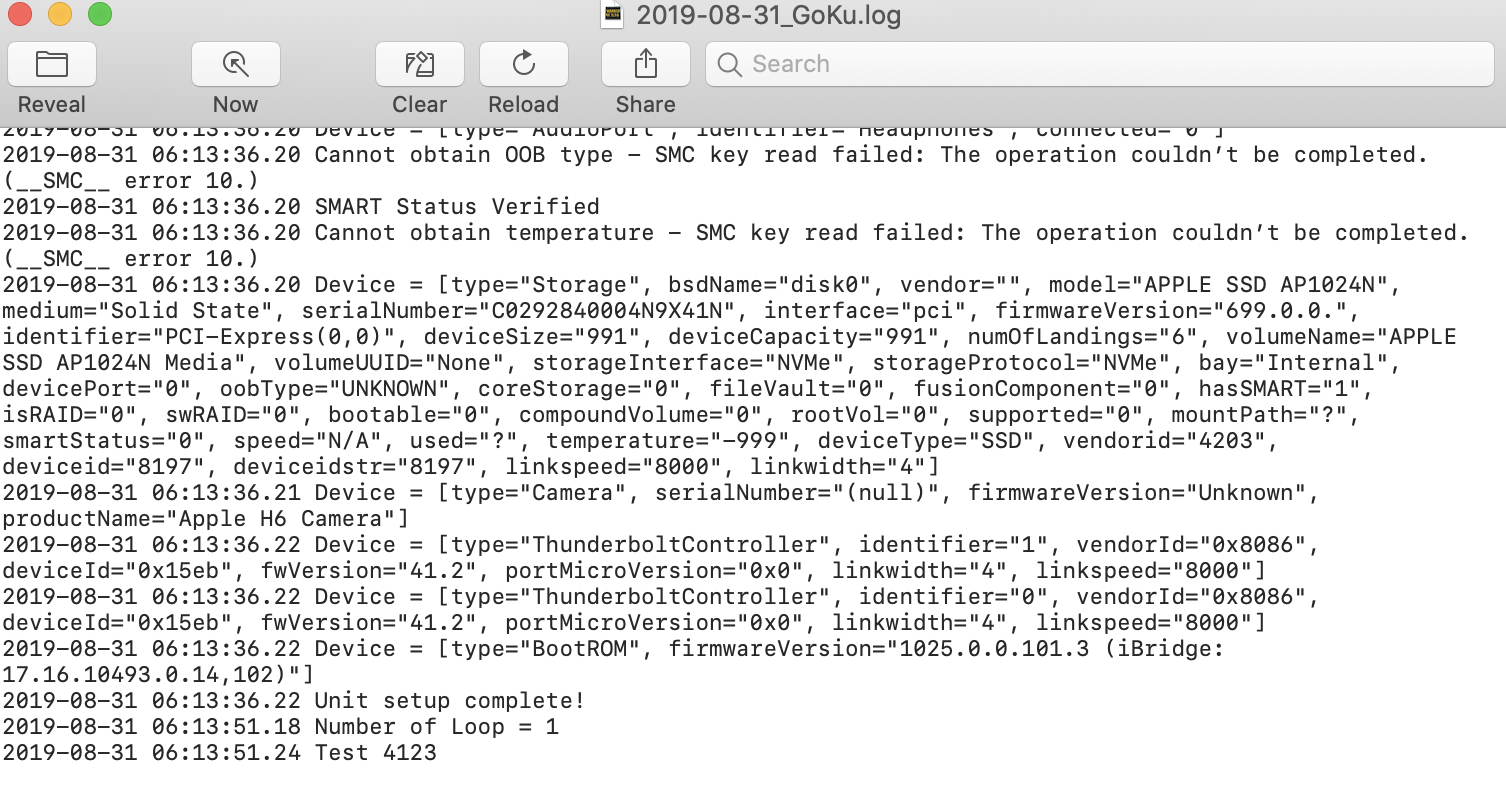 2019-08-31_GoKu.log
Reveal
Now
Clear
Reload
Share
Search
2019-08-31 06:13:36.20 Device = [type="AudioPort", identifier="Headphones", connected="0"]
2019-08-31 06:13:36.20 Cannot obtain OOB type – SMC key read failed: The operation couldn’t be completed.
(__SMC__ error 10.)
2019-08-31 06:13:36.20 SMART Status Verified
2019-08-31 06:13:36.20 Cannot obtain temperature – SMC key read failed: The operation couldn’t be completed.
(__SMC__ error 10.)
2019-08-31 06:13:36.20 Device = [type="Storage", bsdName="disk0", vendor="", model="APPLE SSD AP1024N",
medium="Solid State", serialNumber="C0292840004N9X41N", interface="pci", firmwareVersion="699.0.0.",
identifier="PCI-Express(0,0)", deviceSize="991", deviceCapacity="991", numOfLandings="6", volumeName="APPLE
SSD AP1024N Media", volumeUUID="None", storageInterface="NVMe", storageProtocol="NVMe", bay="Internal",
devicePort="0", oobType="UNKNOWN", coreStorage="0", fileVault="0", fusionComponent="0", hasSMART="1",
isRAID="0", swRAID="0", bootable="0", compoundVolume="0", rootVol="0", supported="0", mountPath="?",
smartStatus="0", speed="N/A", used="?", temperature="-999", deviceType="SSD", vendorid="4203",
deviceid="8197", deviceidstr="8197", linkspeed="8000", linkwidth="4"]
2019-08-31 06:13:36.21 Device = [type="Camera", serialNumber="(null)", firmwareVersion="Unknown",
productName="Apple H6 Camera"]
2019-08-31 06:13:36.22 Device = [type="ThunderboltController", identifier="1", vendorId="0x8086",
deviceId="0x15eb", fwVersion="41.2", portMicroVersion="0x0", linkwidth="4", linkspeed="8000"]
2019-08-31 06:13:36.22 Device = [type="ThunderboltController", identifier="0", vendorId="0x8086",
deviceId="0x15eb", fwVersion="41.2", portMicroVersion="0x0", linkwidth="4", linkspeed="8000"]
2019-08-31 06:13:36.22 Device = [type="BootROM", firmwareVersion="1025.0.0.101.3 (iBridge:
17.16.10493.0.14,102)"]
2019-08-31 06:13:36.22 Unit setup complete!
2019-08-31 06:13:51.18 Number of Loop = 1
2019-08-31 06:13:51.24 Test 4123